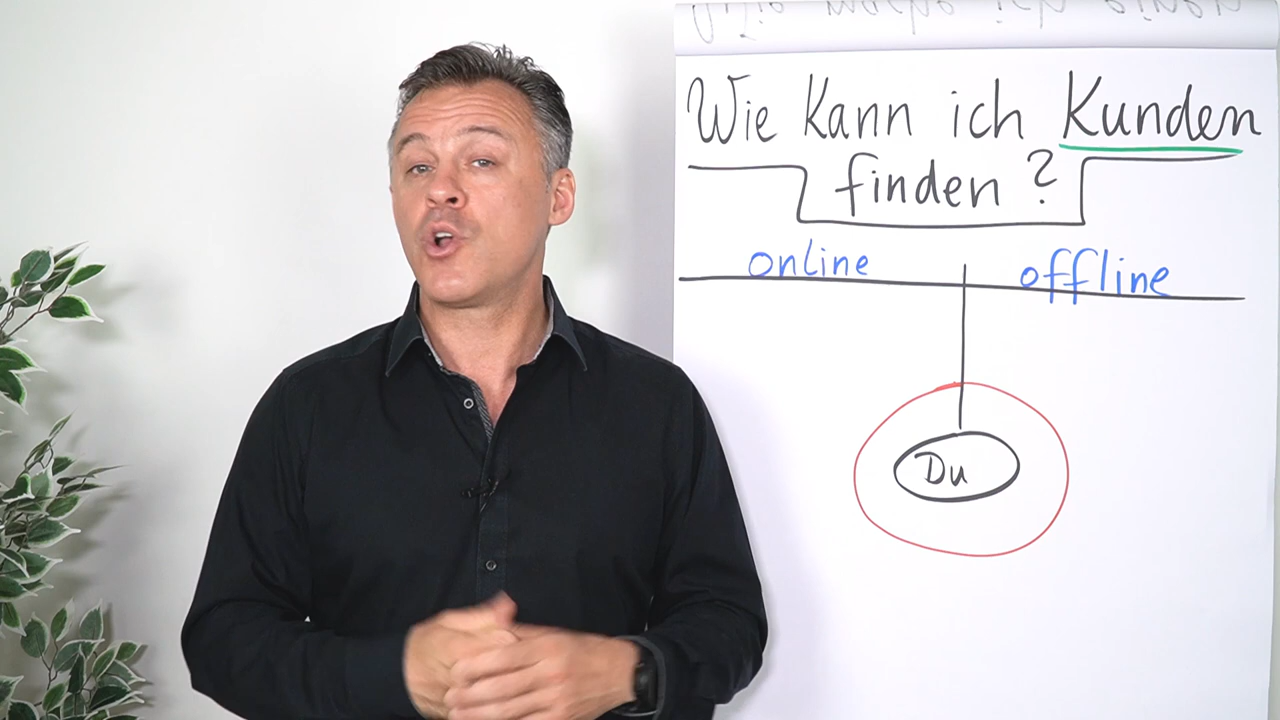 Wie kann ich Kunden
finden?
online offline
Du